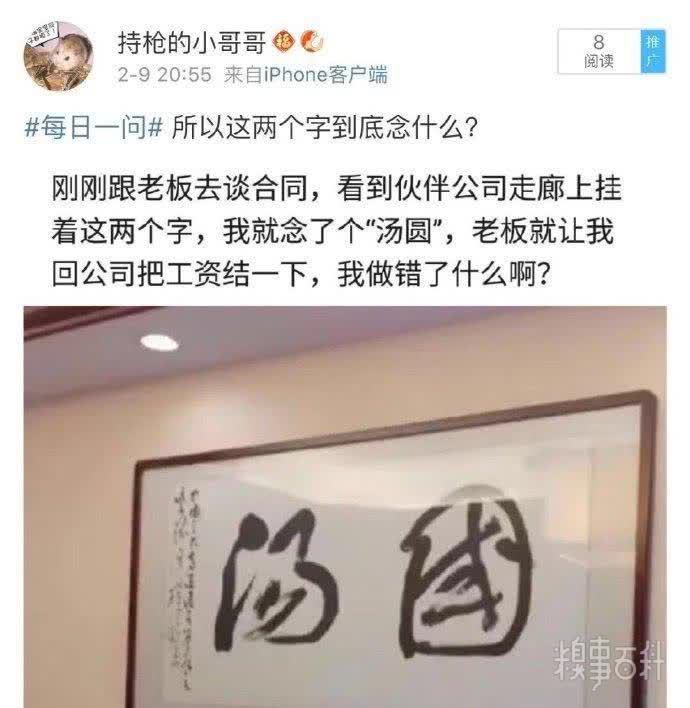 持枪的小哥哥
2-9 20:55 来自iPhone客户端
8
阅读
推广
#每日一问# 所以这两个字到底念什么？
刚刚跟老板去谈合同，看到伙伴公司走廊上挂
着这两个字，我就念了个“汤圆”，老板就让我
回公司把工资结一下，我做错了什么啊？
湯國
糗事百科